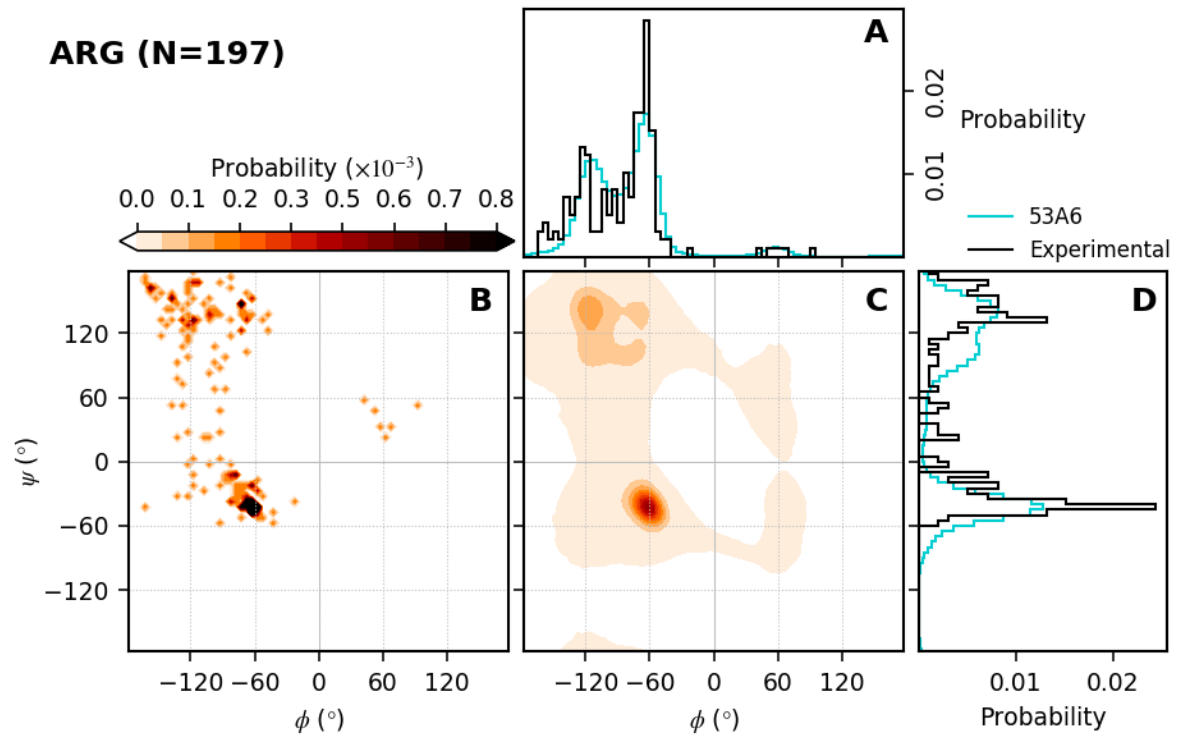 ARG (N=197)
A
0.02
0.01
Probability
53A6
Experimental
Probability (×10⁻³)
0.0 0.1 0.2 0.3 0.5 0.6 0.7 0.8
B
C
D
120
60
0
−60
−120
ψ (°)
−120 −60 0 60 120
ϕ (°)
−120 −60 0 60 120
ϕ (°)
0.01 0.02
Probability